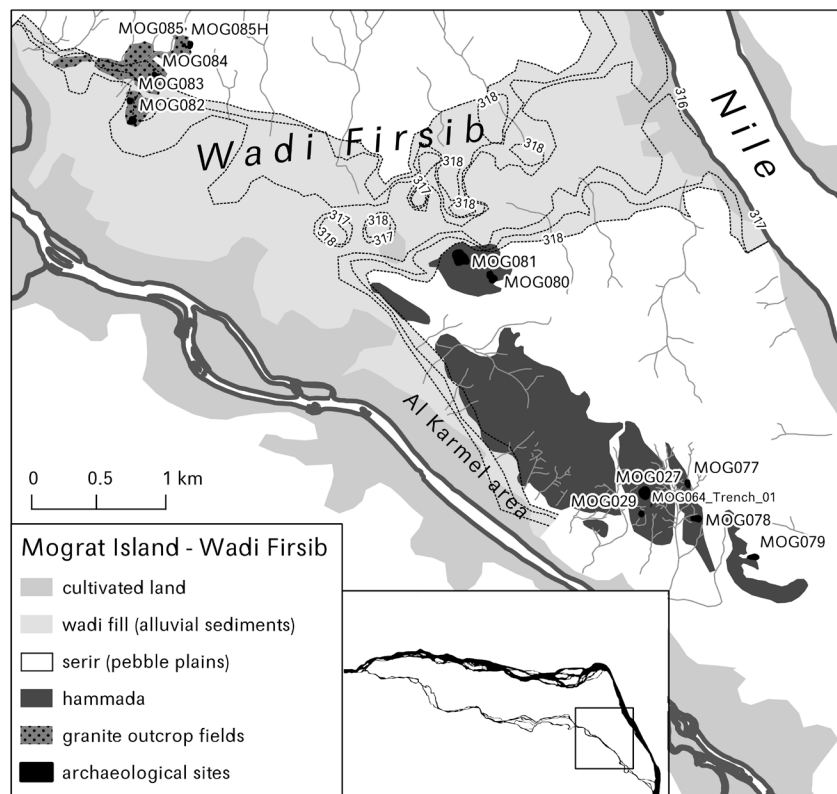 MOG085
MOG085H
MOG084
MOG083
MOG082
Wadi Firsib
Nile
318
316
318
318
317
318
317
318
318
317
318
317
MOG081
MOG080
Al Karmel area
0 0.5 1 km
MOG027
MOG077
MOG064_Trench_01
MOG029
MOG078
MOG079
Mograt Island - Wadi Firsib
cultivated land
wadi fill (alluvial sediments)
serir (pebble plains)
hammada
granite outcrop fields
archaeological sites